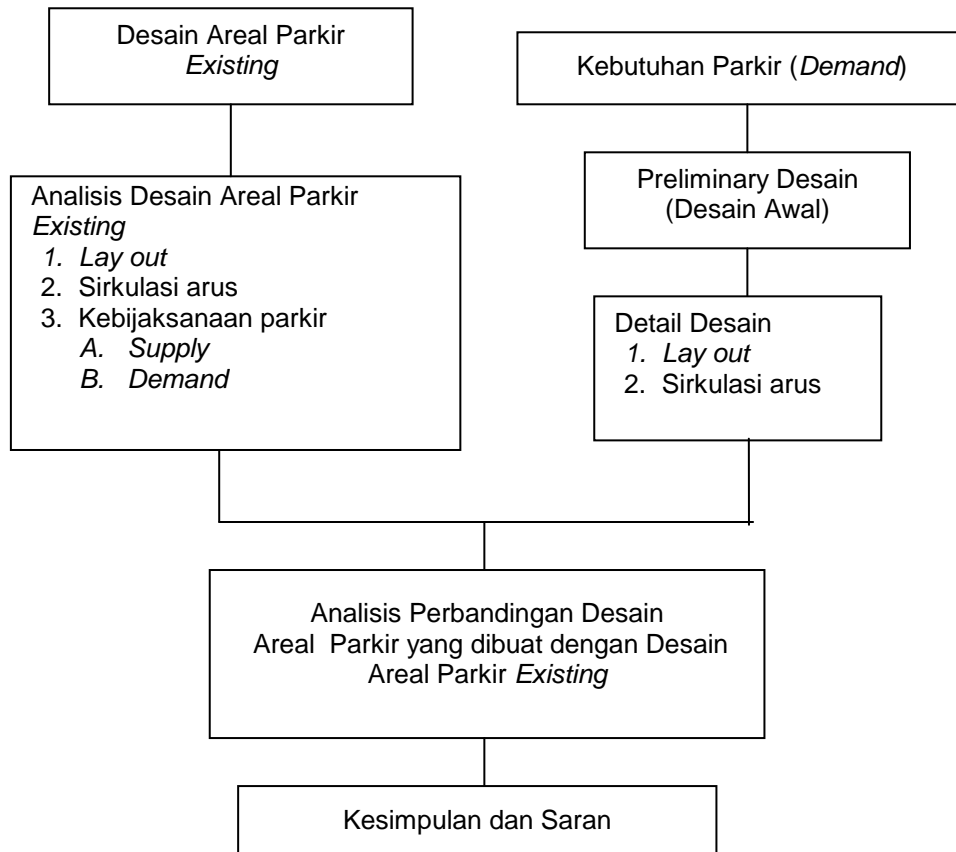 Desain Areal Parkir
Existing
Analisis Desain Areal Parkir
Existing
1. Lay out
2. Sirkulasi arus
3. Kebijaksanaan parkir
A. Supply
B. Demand
Kebutuhan Parkir (Demand)
Preliminary Desain
(Desain Awal)
Detail Desain
1. Lay out
2. Sirkulasi arus
Analisis Perbandingan Desain
Areal Parkir yang dibuat dengan Desain
Areal Parkir Existing
Kesimpulan dan Saran